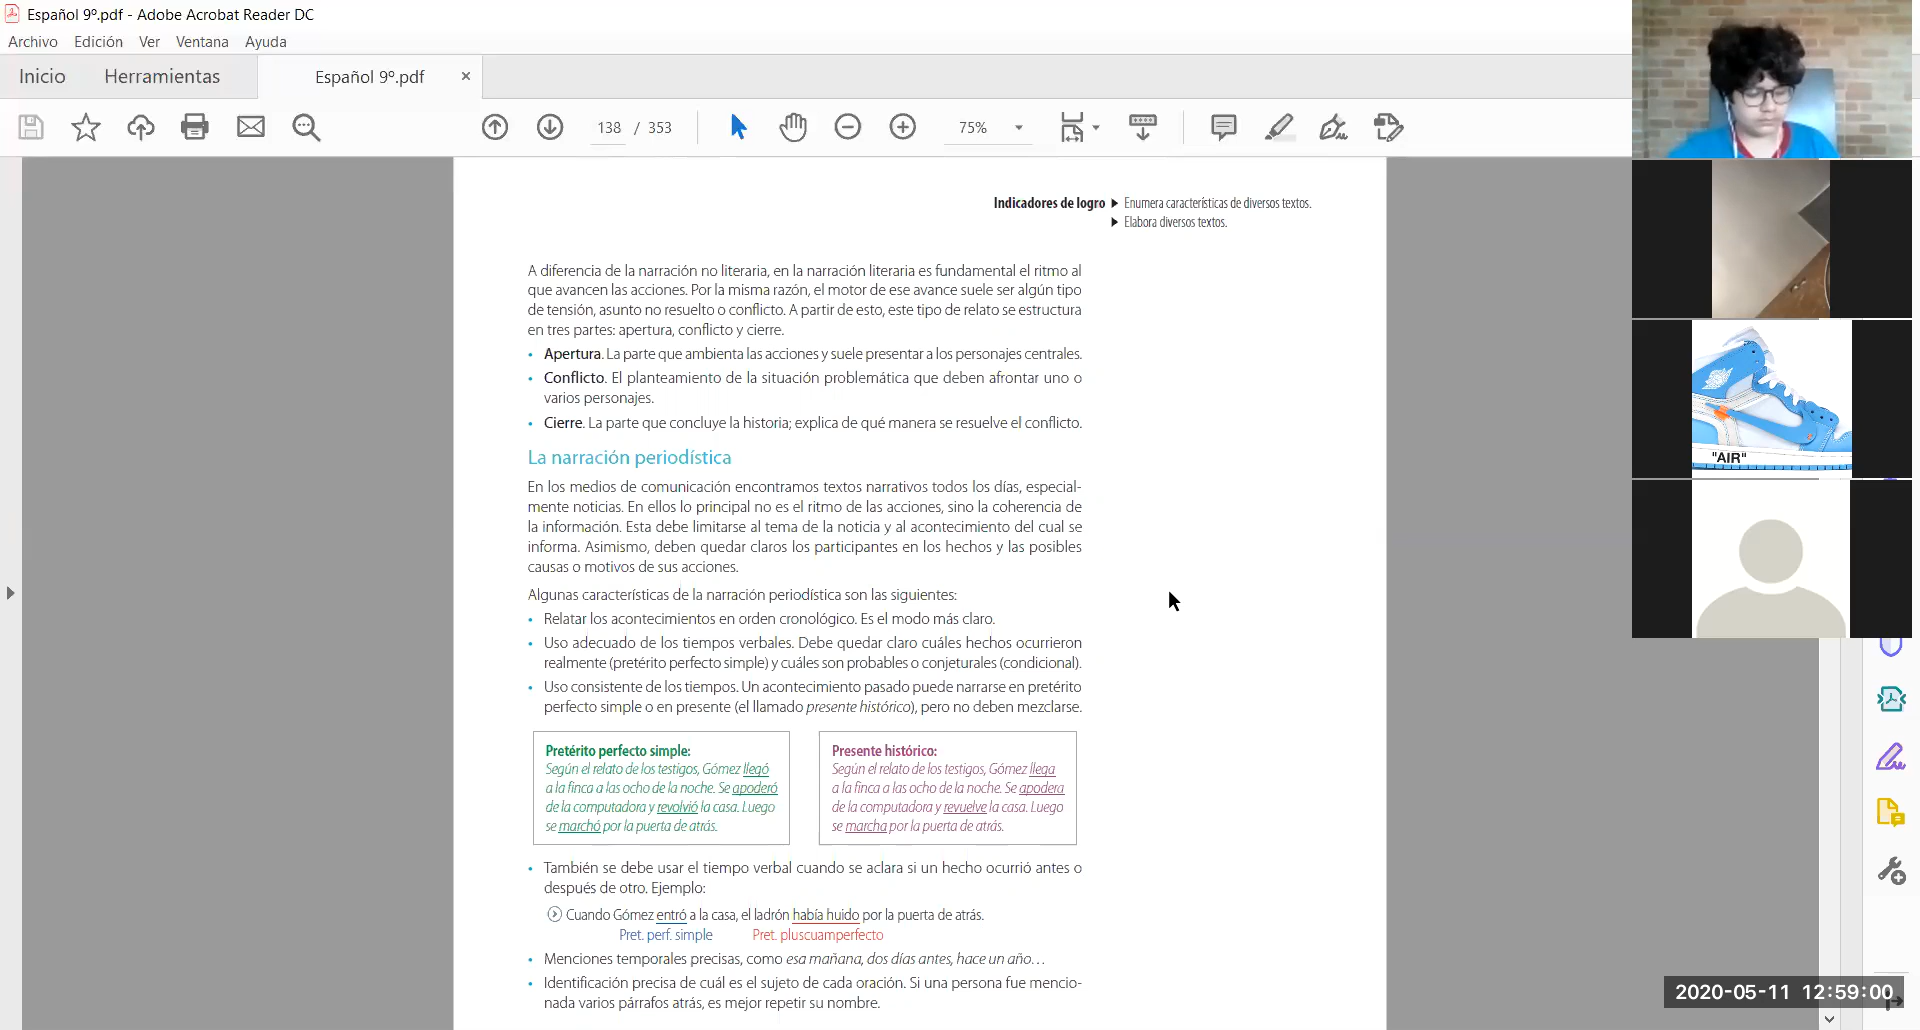 Español 9º.pdf - Adobe Acrobat Reader DC
Archivo Edición Ver Ventana Ayuda
Inicio Herramientas Español 9º.pdf ×
138 / 353 75%
Indicadores de logro ▶ Enumera características de diversos textos.
▶ Elabora diversos textos.
A diferencia de la narración no literaria, en la narración literaria es fundamental el ritmo al
que avancen las acciones. Por la misma razón, el motor de ese avance suele ser algún tipo
de tensión, asunto no resuelto o conflicto. A partir de esto, este tipo de relato se estructura
en tres partes: apertura, conflicto y cierre.
• Apertura. La parte que ambienta las acciones y suele presentar a los personajes centrales.
• Conflicto. El planteamiento de la situación problemática que deben afrontar uno o
varios personajes.
• Cierre. La parte que concluye la historia; explica de qué manera se resuelve el conflicto.
La narración periodística
En los medios de comunicación encontramos textos narrativos todos los días, especial-
mente noticias. En ellos lo principal no es el ritmo de las acciones, sino la coherencia de
la información. Esta debe limitarse al tema de la noticia y al acontecimiento del cual se
informa. Asimismo, deben quedar claros los participantes en los hechos y las posibles
causas o motivos de sus acciones.
Algunas características de la narración periodística son las siguientes:
• Relatar los acontecimientos en orden cronológico. Es el modo más claro.
• Uso adecuado de los tiempos verbales. Debe quedar claro cuáles hechos ocurrieron
realmente (pretérito perfecto simple) y cuáles son probables o conjeturales (condicional).
• Uso consistente de los tiempos. Un acontecimiento pasado puede narrarse en pretérito
perfecto simple o en presente (el llamado presente histórico), pero no deben mezclarse.
Pretérito perfecto simple:
Según el relato de los testigos, Gómez llegó
a la finca a las ocho de la noche. Se apoderó
de la computadora y revolvió la casa. Luego
se marchó por la puerta de atrás.
Presente histórico:
Según el relato de los testigos, Gómez llega
a la finca a las ocho de la noche. Se apodera
de la computadora y revuelve la casa. Luego
se marcha por la puerta de atrás.
• También se debe usar el tiempo verbal cuando se aclara si un hecho ocurrió antes o
después de otro. Ejemplo:
Cuando Gómez entró a la casa, el ladrón había huido por la puerta de atrás.
Pret. perf. simple Pret. pluscuamperfecto
• Menciones temporales precisas, como esa mañana, dos días antes, hace un año…
• Identificación precisa de cuál es el sujeto de cada oración. Si una persona fue mencio-
nada varios párrafos atrás, es mejor repetir su nombre.
"AIR"
2020-05-11 12:59:00